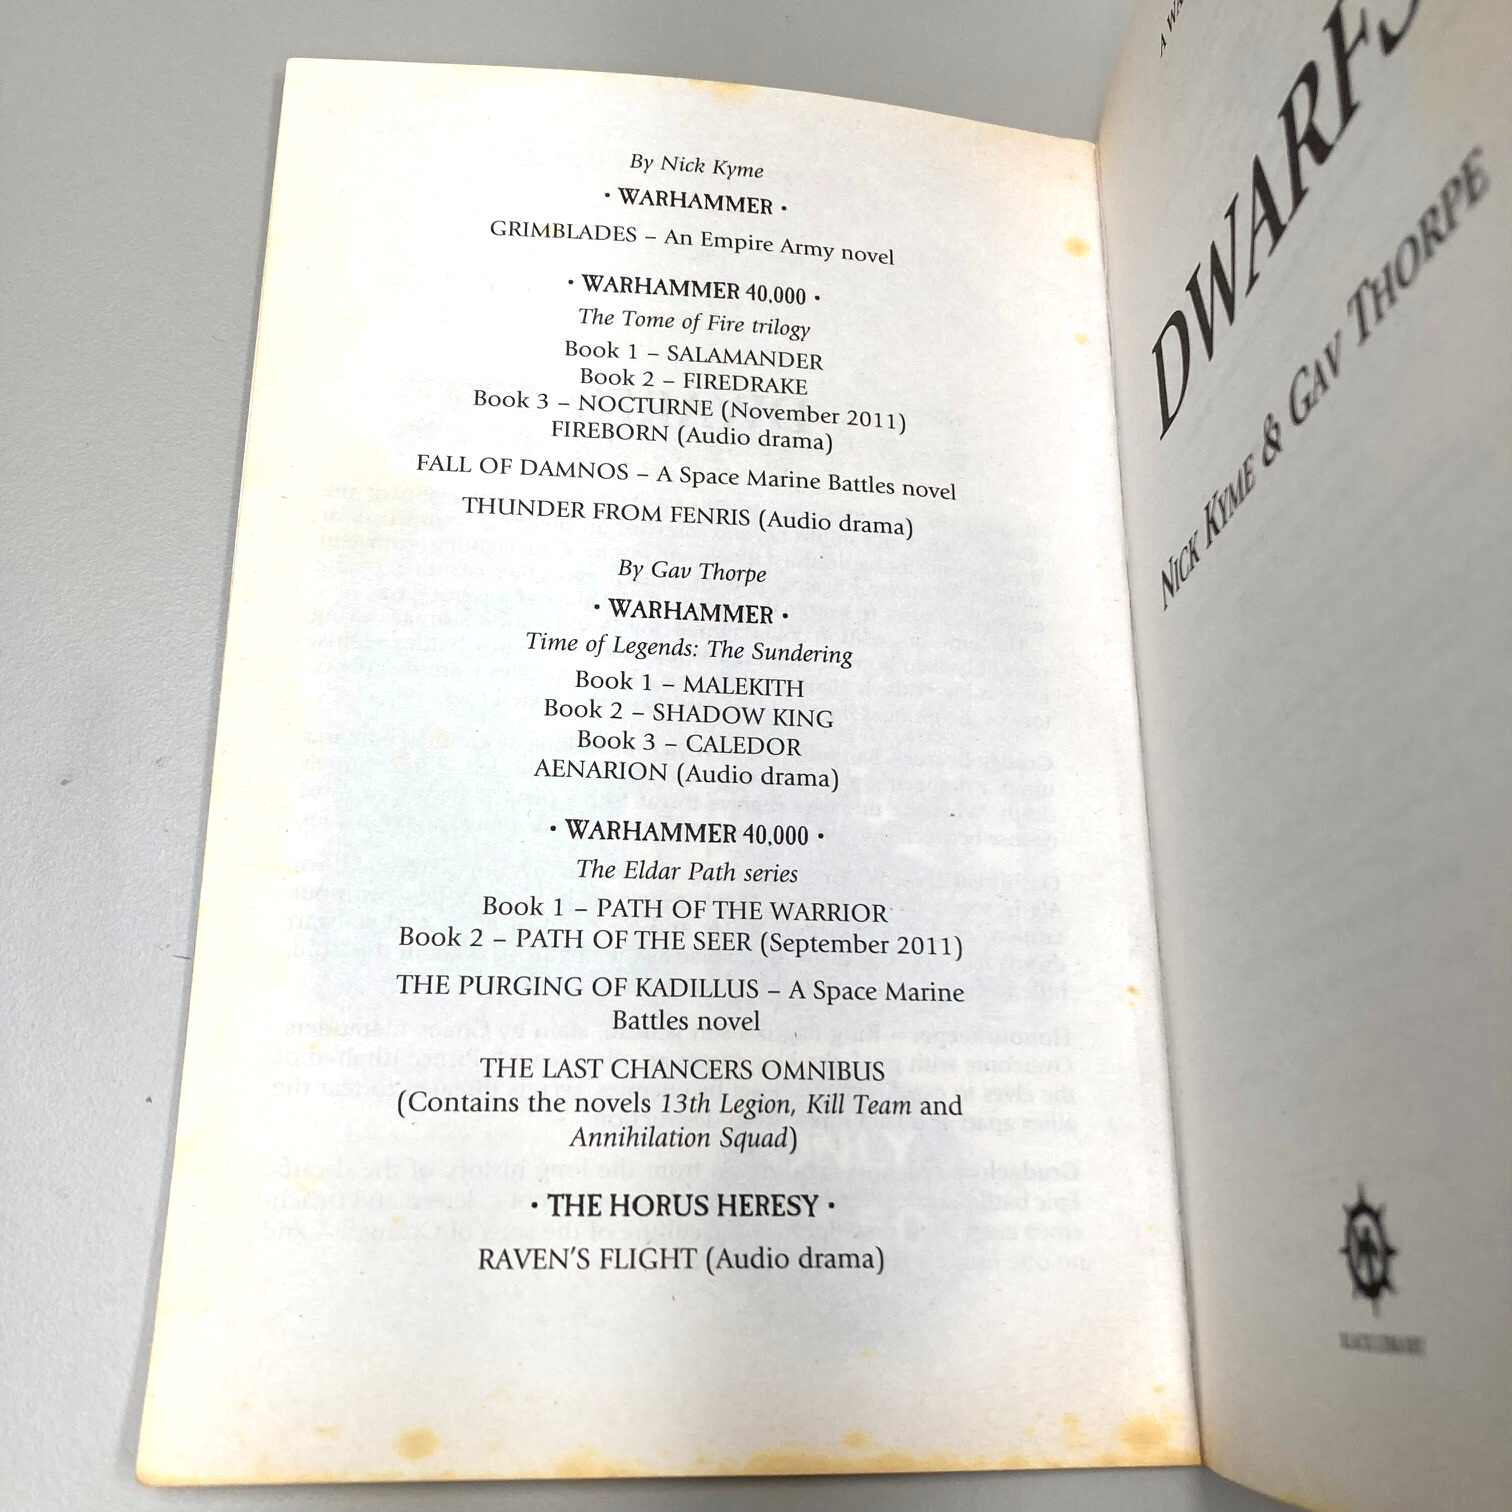 By Nick Kyme
• WARHAMMER •
GRIMBLADES – An Empire Army novel
• WARHAMMER 40,000 •
The Tome of Fire trilogy
Book 1 – SALAMANDER
Book 2 – FIREDRAKE
Book 3 – NOCTURNE (November 2011)
FIREBORN (Audio drama)
FALL OF DAMNOS – A Space Marine Battles novel
THUNDER FROM FENRIS (Audio drama)
By Gav Thorpe
• WARHAMMER •
Time of Legends: The Sundering
Book 1 – MALEKITH
Book 2 – SHADOW KING
Book 3 – CALEDOR
AENARION (Audio drama)
• WARHAMMER 40,000 •
The Eldar Path series
Book 1 – PATH OF THE WARRIOR
Book 2 – PATH OF THE SEER (September 2011)
THE PURGING OF KADILLUS – A Space Marine
Battles novel
THE LAST CHANCERS OMNIBUS
(Contains the novels 13th Legion, Kill Team and
Annihilation Squad)
• THE HORUS HERESY •
RAVEN'S FLIGHT (Audio drama)
A
DWARFS
NICK KYME & GAV THORPE
BLACK LIBRARY